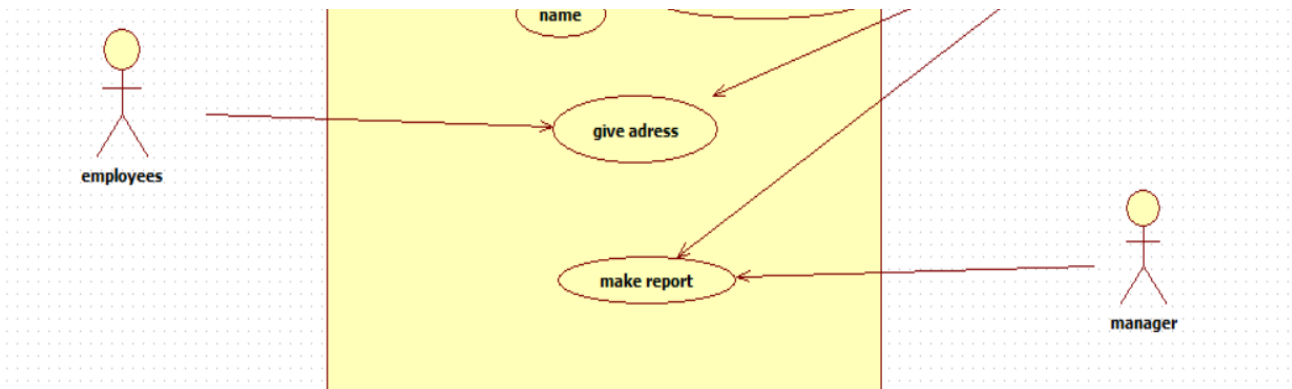 name
give adress
employees
make report
manager